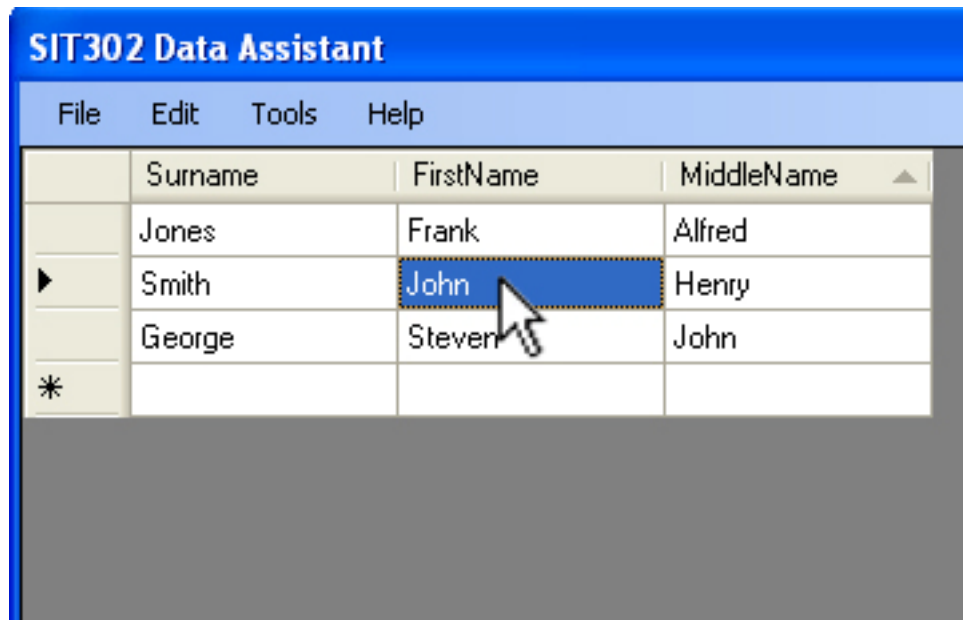 SIT302 Data Assistant
File Edit Tools Help
Surname FirstName MiddleName
Jones Frank Alfred
Smith John Henry
George Steven John
*